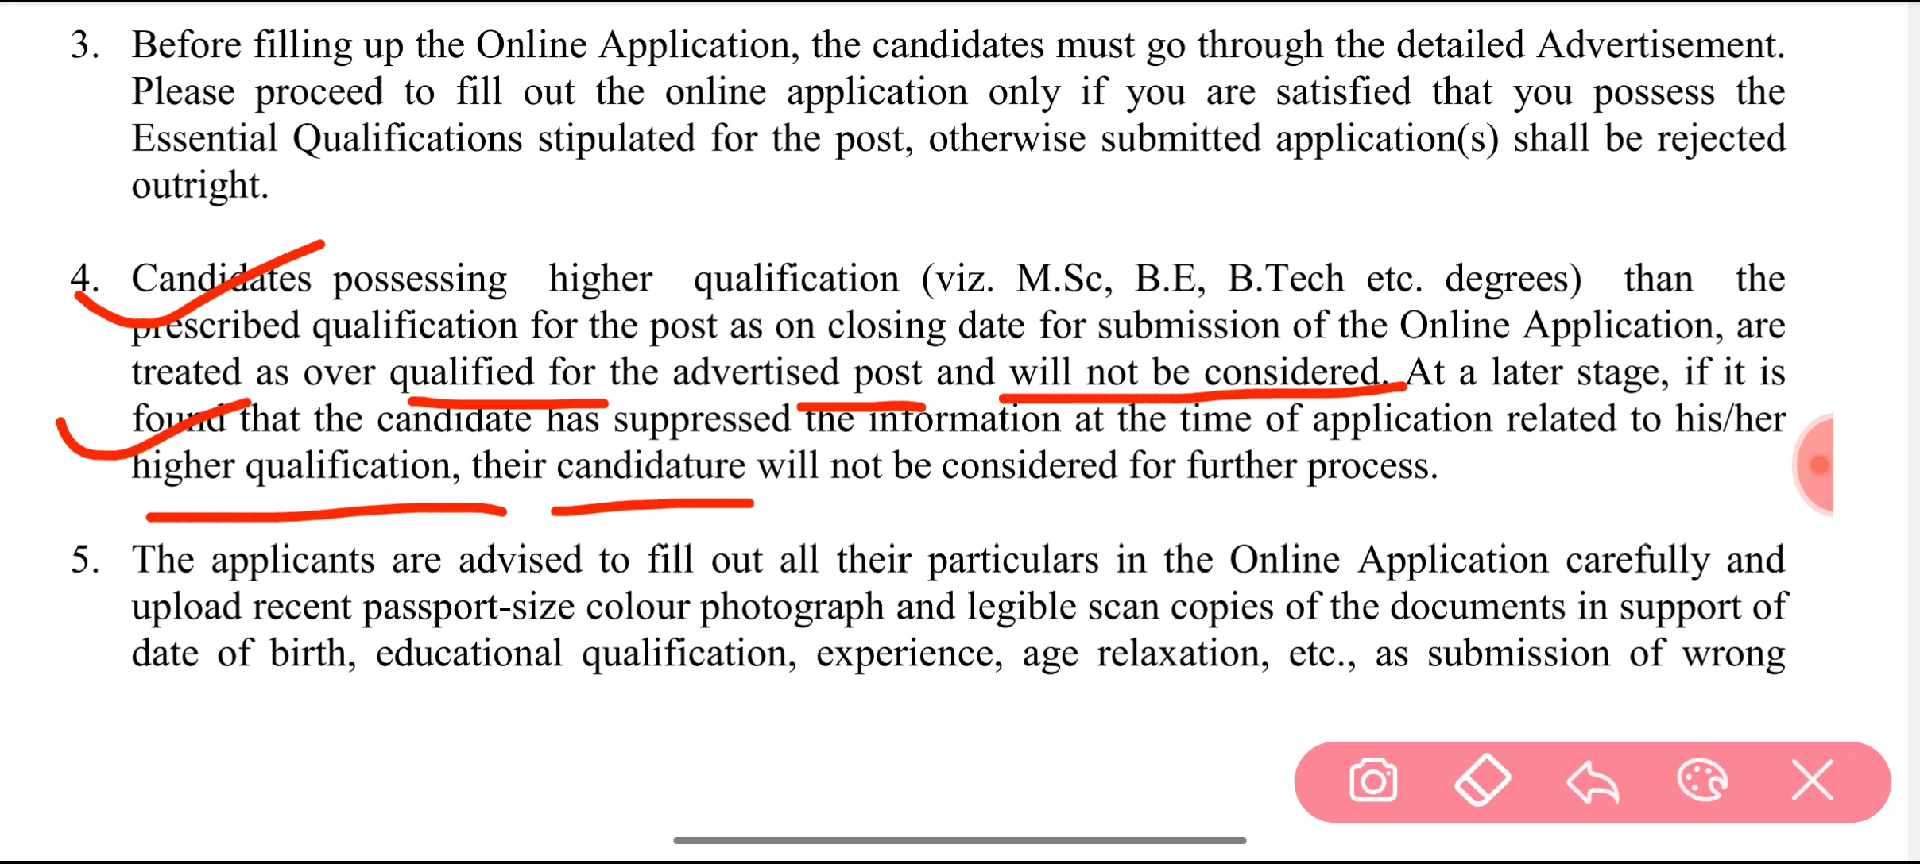 3. Before filling up the Online Application, the candidates must go through the detailed Advertisement.
Please proceed to fill out the online application only if you are satisfied that you possess the
Essential Qualifications stipulated for the post, otherwise submitted application(s) shall be rejected
outright.
4. Candidates possessing higher qualification (viz. M.Sc, B.E, B.Tech etc. degrees) than the
prescribed qualification for the post as on closing date for submission of the Online Application, are
treated as over qualified for the advertised post and will not be considered. At a later stage, if it is
found that the candidate has suppressed the information at the time of application related to his/her
higher qualification, their candidature will not be considered for further process.
5. The applicants are advised to fill out all their particulars in the Online Application carefully and
upload recent passport-size colour photograph and legible scan copies of the documents in support of
date of birth, educational qualification, experience, age relaxation, etc., as submission of wrong